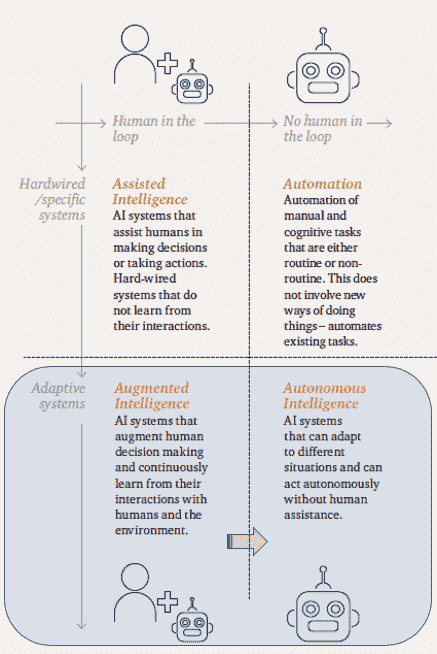 Human in the
loop
No human in
the loop
Hardwired
/specific
systems
Assisted
Intelligence
AI systems that
assist humans in
making decisions
or taking actions.
Hard-wired
systems that do
not learn from
their interactions.
Automation
Automation of
manual and
cognitive tasks
that are either
routine or non-
routine. This does
not involve new
ways of doing
things – automates
existing tasks.
Adaptive
systems
Augmented
Intelligence
AI systems that
augment human
decision making
and continuously
learn from their
interactions with
humans and the
environment.
Autonomous
Intelligence
AI systems
that can adapt
to different
situations and can
act autonomously
without human
assistance.